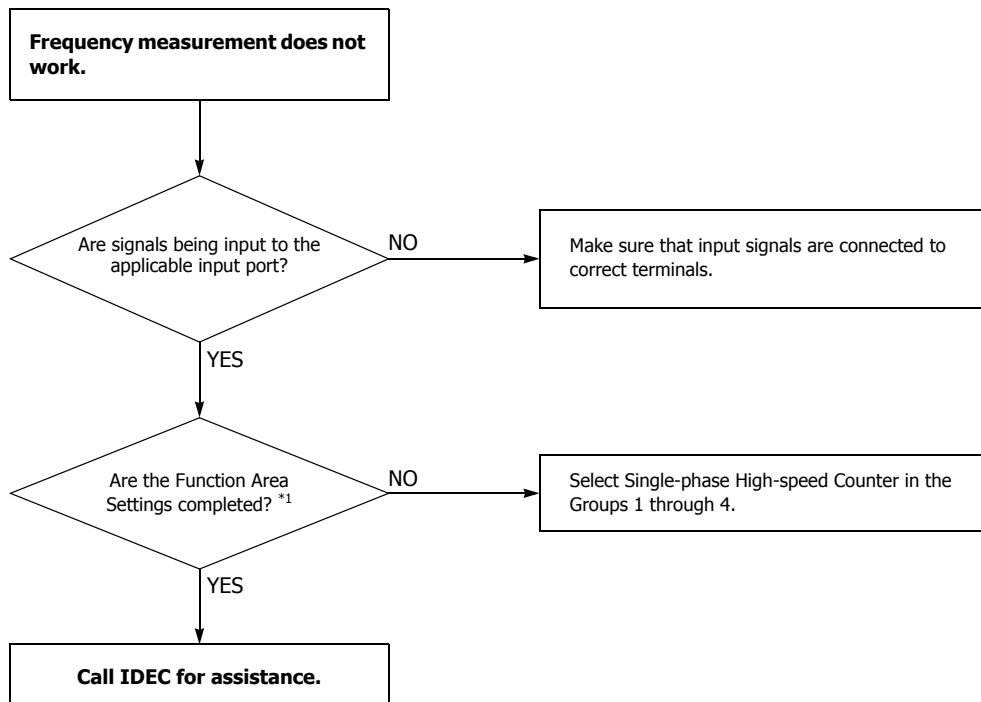 Frequency measurement does not
work.
Are signals being input to the
applicable input port?
NO
Make sure that input signals are connected to
correct terminals.
YES
Are the Function Area
Settings completed? *1
NO
Select Single-phase High-speed Counter in the
Groups 1 through 4.
YES
Call IDEC for assistance.